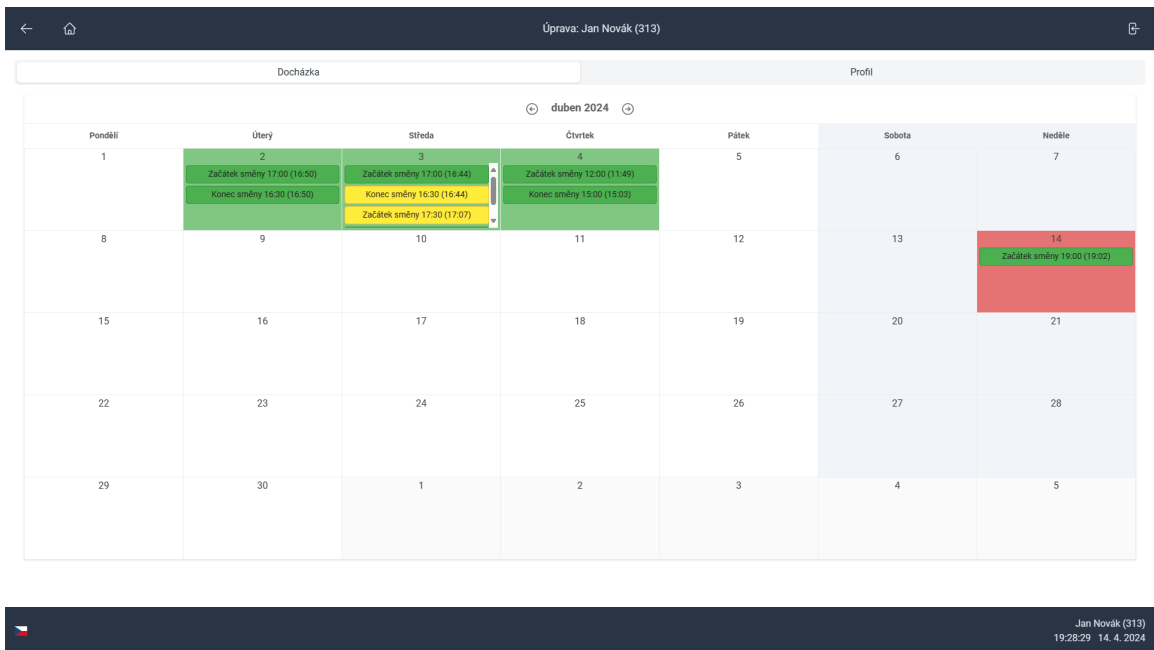 Úprava: Jan Novák (313)
Docházka Profil
duben 2024
Pondělí Úterý Středa Čtvrtek Pátek Sobota Neděle
1 2 3 4 5 6 7
Začátek směny 17:00 (16:50) Začátek směny 17:00 (16:44) Začátek směny 12:00 (11:49)
Konec směny 16:30 (16:50) Konec směny 16:30 (16:44) Konec směny 15:00 (15:03)
Začátek směny 17:30 (17:07)
8 9 10 11 12 13 14
Začátek směny 19:00 (19:02)
15 16 17 18 19 20 21
22 23 24 25 26 27 28
29 30 1 2 3 4 5
Jan Novák (313)
19:28:29 14. 4. 2024